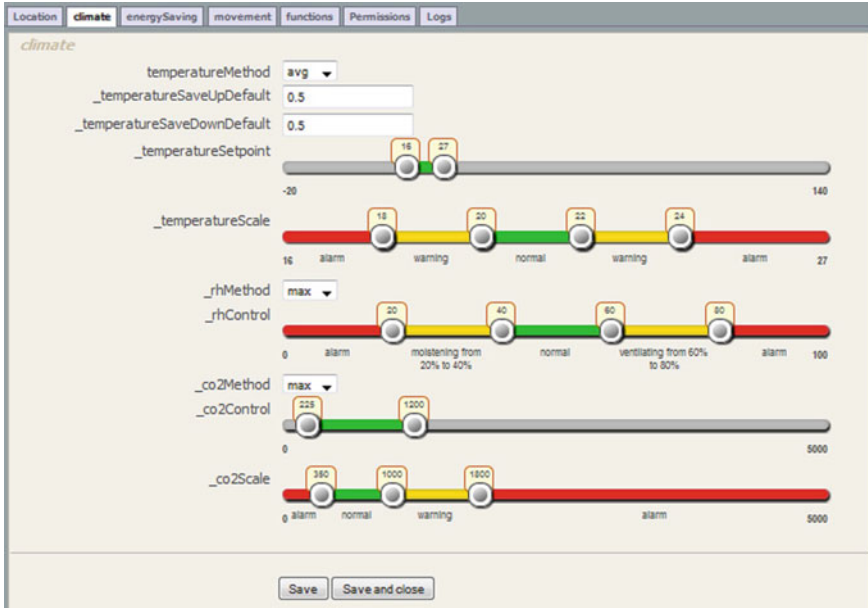 Location climate energySaving movement functions Permissions Logs
climate
temperatureMethod avg
_temperatureSaveUpDefault 0.5
_temperatureSaveDownDefault 0.5
_temperatureSetpoint 16 27
-20 140
_temperatureScale 18 20 22 24
16 alarm warning normal warning alarm 27
_rhMethod max
_rhControl 20 40 60 80
0 alarm moistening from normal ventilating from 60% alarm 100
20% to 40% to 80%
_co2Method max
_co2Control 225 1200
0 5000
_co2Scale 350 1000 1800
0 alarm normal warning alarm 5000
Save Save and close